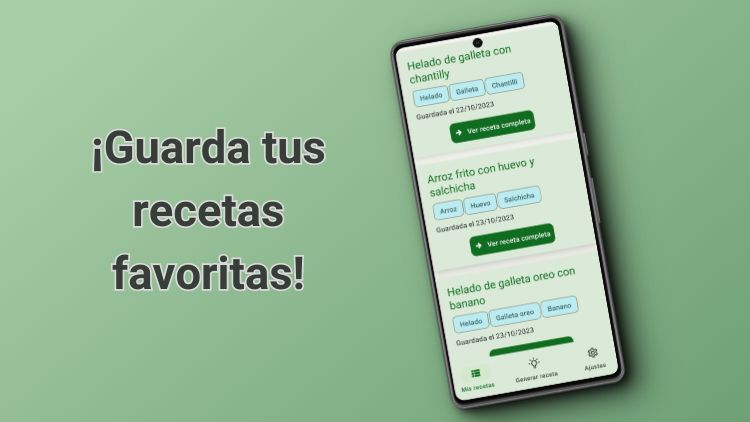 ¡Guarda tus
recetas
favoritas!
Helado de galleta con
chantilly
Helado Galleta Chantilli
Guardada el 22/10/2023
Ver receta completa
Arroz frito con huevo y
salchicha
Arroz Huevo Salchicha
Guardada el 23/10/2023
Ver receta completa
Helado de galleta oreo con
banano
Helado Galleta oreo Banano
Guardada el 23/10/2023
Mis recetas Generar receta Ajustes